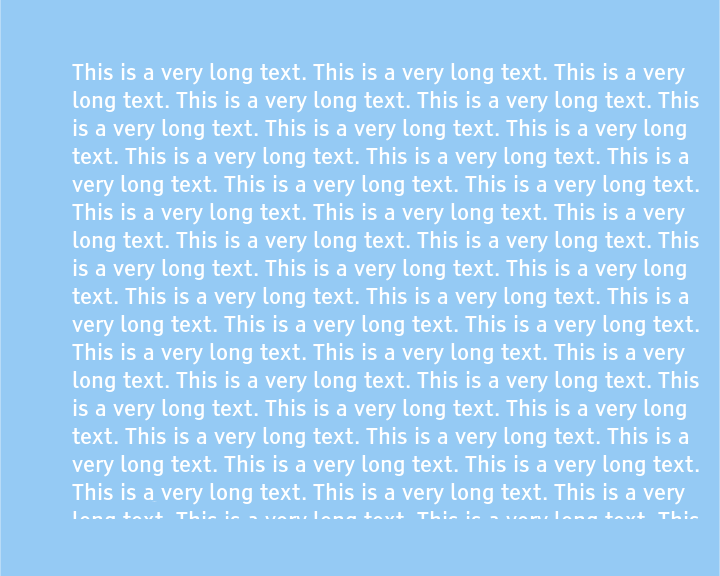 This is a very long text. This is a very long text. This is a very
long text. This is a very long text. This is a very long text. This
is a very long text. This is a very long text. This is a very long
text. This is a very long text. This is a very long text. This is a
very long text. This is a very long text. This is a very long text.
This is a very long text. This is a very long text. This is a very
long text. This is a very long text. This is a very long text. This
is a very long text. This is a very long text. This is a very long
text. This is a very long text. This is a very long text. This is a
very long text. This is a very long text. This is a very long text.
This is a very long text. This is a very long text. This is a very
long text. This is a very long text. This is a very long text. This
is a very long text. This is a very long text. This is a very long
text. This is a very long text. This is a very long text. This is a
very long text. This is a very long text. This is a very long text.
This is a very long text. This is a very long text. This is a very
long text. This is a very long text. This is a very long text. This